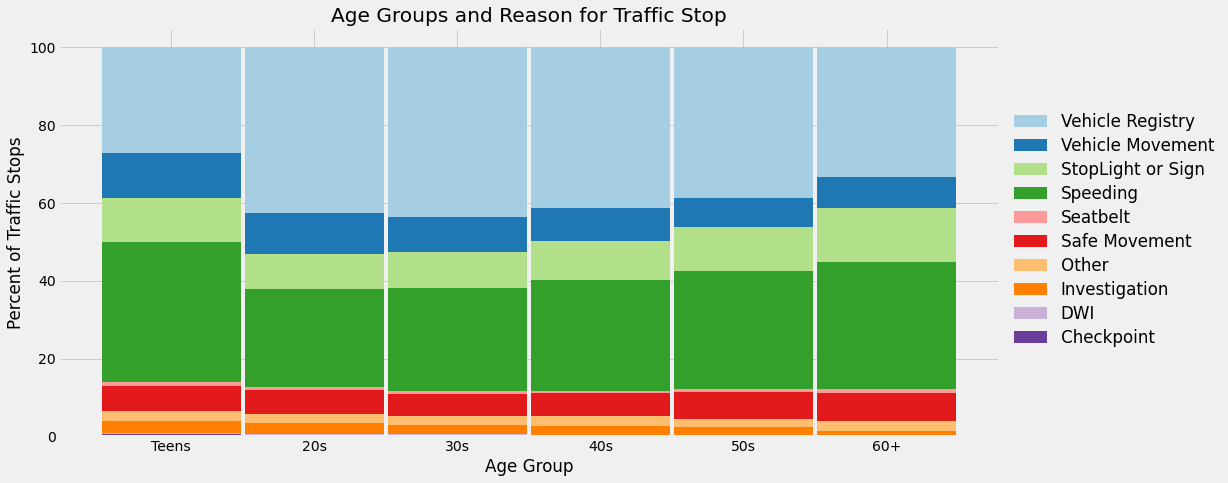 Age Groups and Reason for Traffic Stop
Percent of Traffic Stops
100
80
60
40
20
0
Teens 20s 30s 40s 50s 60+
Age Group
Vehicle Registry
Vehicle Movement
StopLight or Sign
Speeding
Seatbelt
Safe Movement
Other
Investigation
DWI
Checkpoint